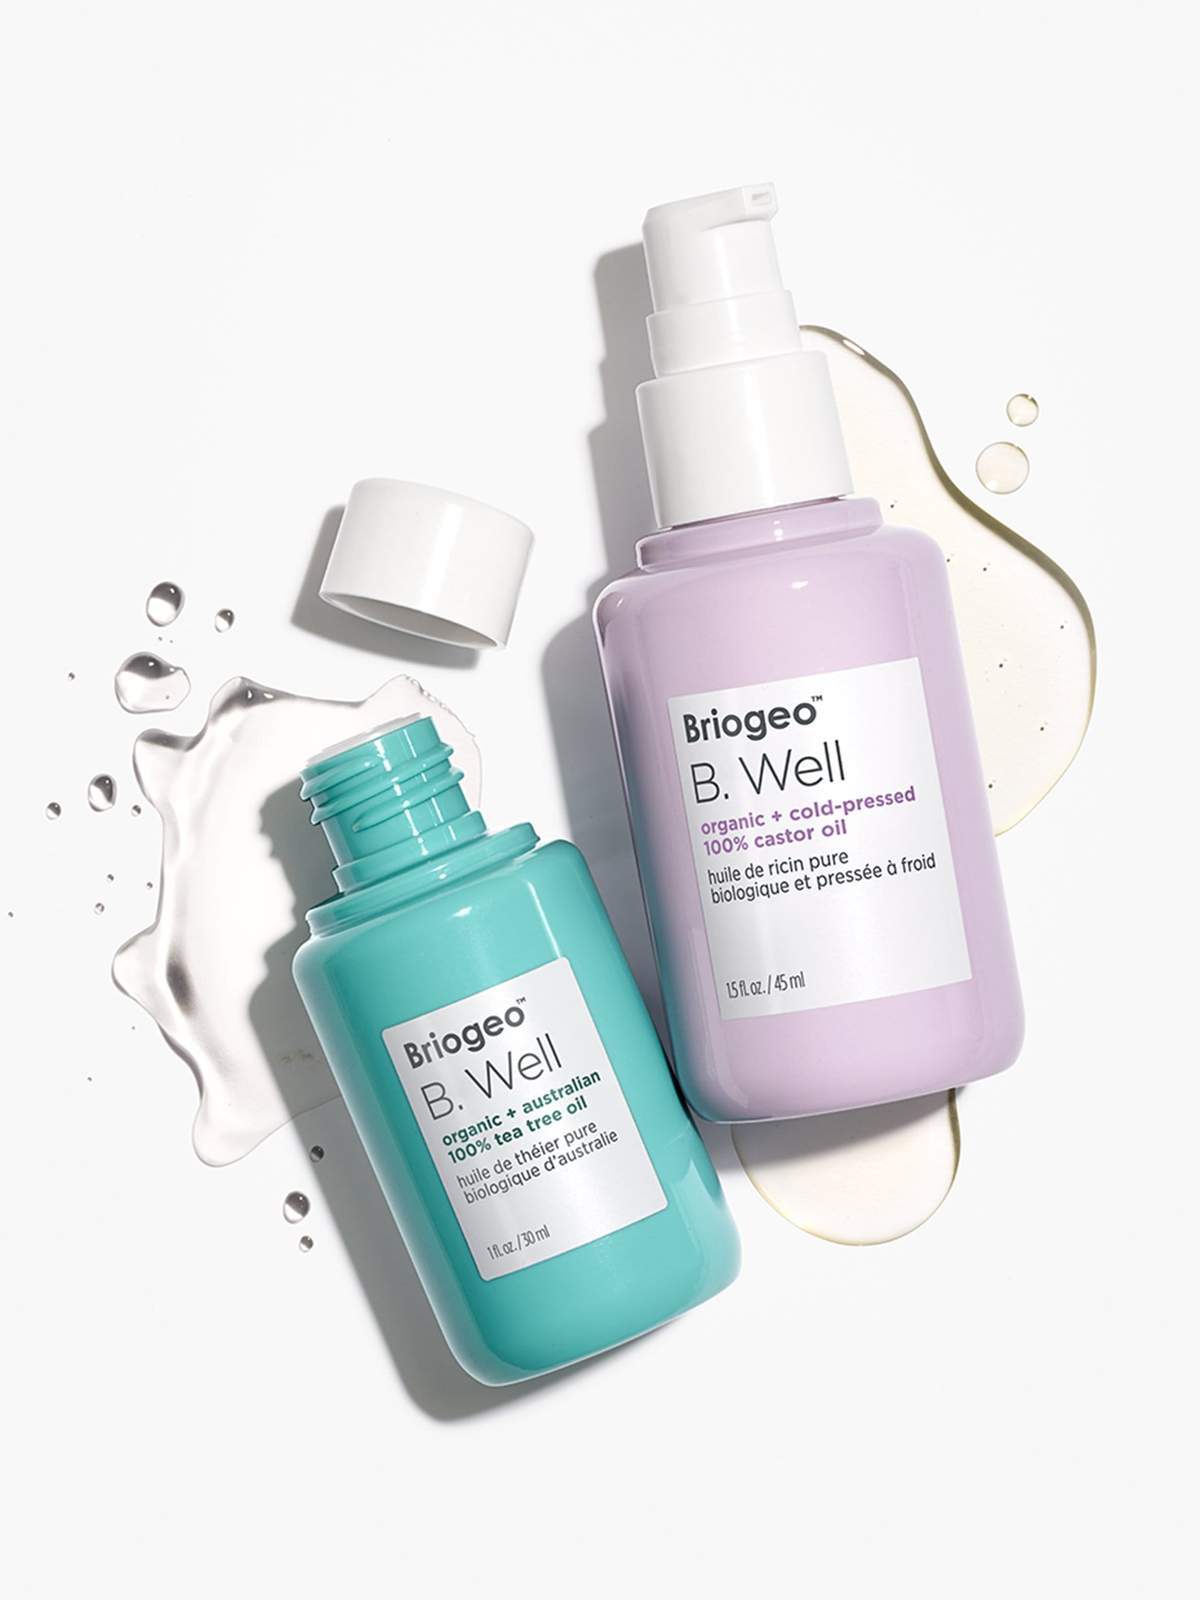 Briogeo™
B. Well
organic + cold-pressed
100% castor oil
huile de ricin pure
biologique et pressée à froid
1.5 fl. oz. / 45 ml
Briogeo™
B. Well
organic + australian
100% tea tree oil
huile de théier pure
biologique d'australie
1 fl. oz. / 30 ml